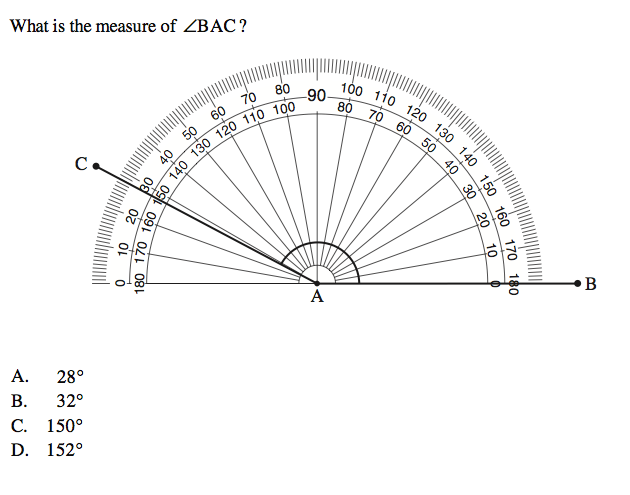 What is the measure of ∠BAC?
0 10 20 30 40 50 60 70 80 90 100 110 120 130 140 150 160 170 180
180 170 160 150 140 130 120 110 100 80 70 60 50 40 30 20 10 0
C
A
B
A. 28°
B. 32°
C. 150°
D. 152°